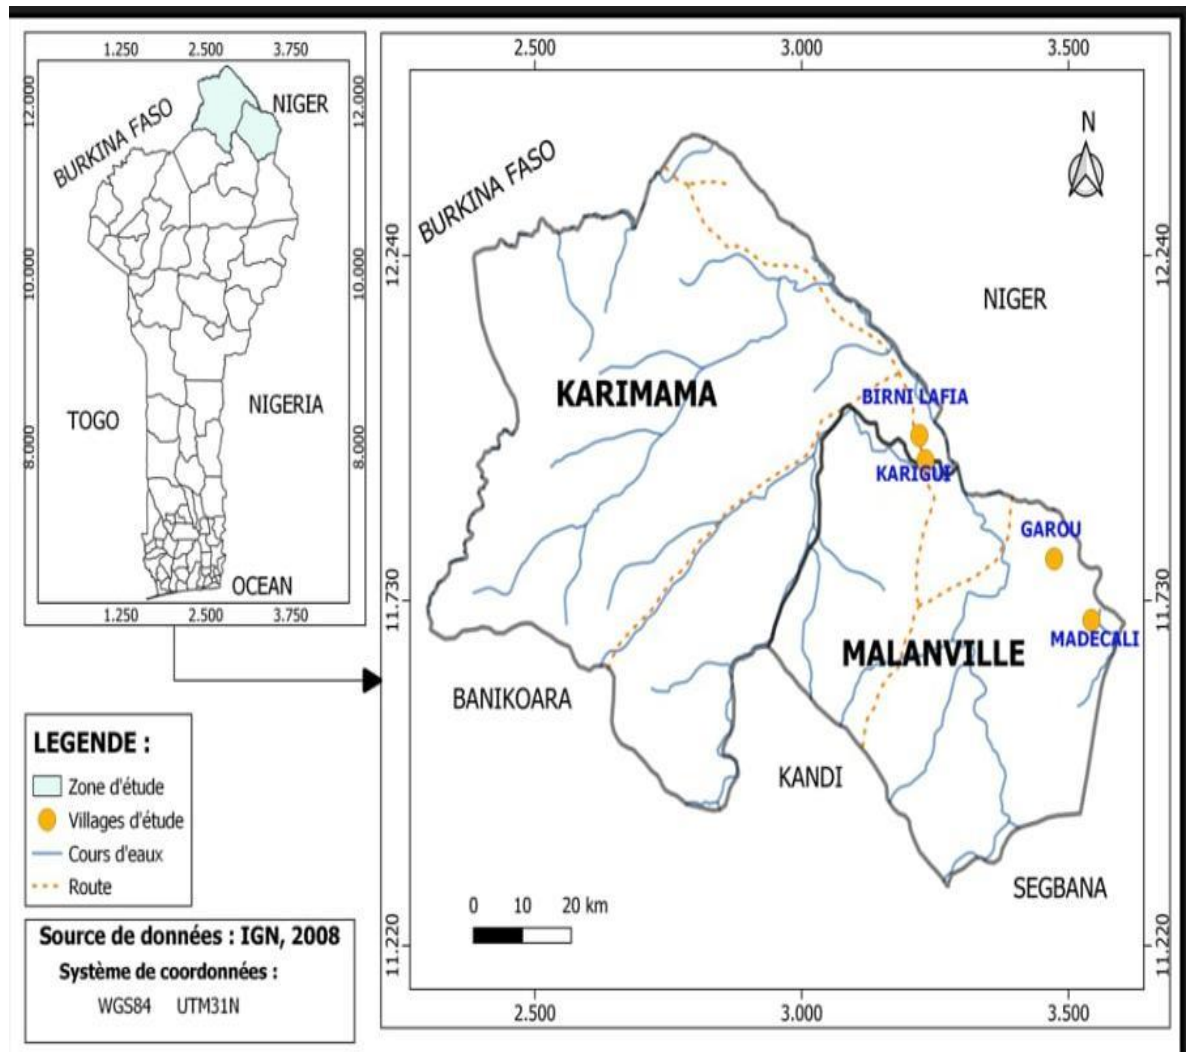 1.250 2.500 3.750
12.000
12.000
BURKINA FASO
NIGER
10.000
10.000
TOGO
NIGERIA
8.000
8.000
OCEAN
1.250 2.500 3.750
LEGENDE :
Zone d'étude
Villages d'étude
Cours d'eaux
Route
Source de données : IGN, 2008
Système de coordonnées :
WGS84 UTM31N
2.500 3.000 3.500
N
BURKINA FASO
12.240
12.240
NIGER
KARIMAMA
BIRNI LAFIA
KARIGUI
GAROU
11.730
11.730
MADECALI
MALANVILLE
BANIKOARA
KANDI
SEGBANA
0 10 20 km
11.220
11.220
2.500 3.000 3.500